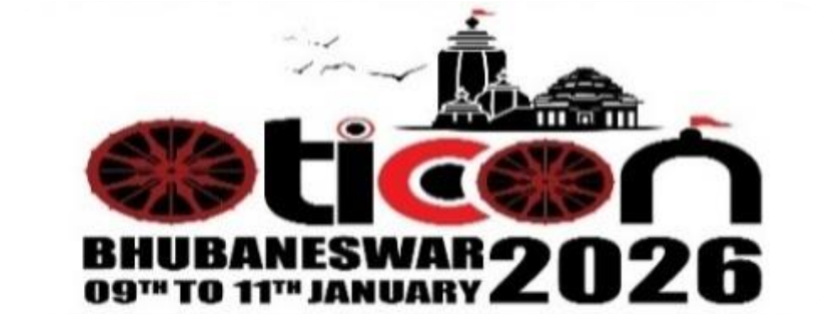 oticon
BHUBANESWAR 2026
09TH TO 11TH JANUARY